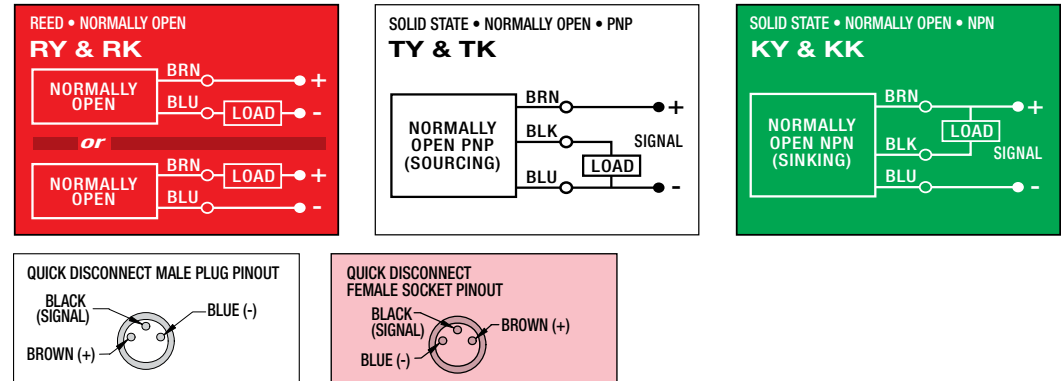 REED • NORMALLY OPEN
RY & RK
NORMALLY
OPEN
BRN
+
BLU
LOAD
-
or
NORMALLY
OPEN
BRN
LOAD
+
BLU
-
SOLID STATE • NORMALLY OPEN • PNP
TY & TK
NORMALLY
OPEN PNP
(SOURCING)
BRN
+
BLK
SIGNAL
LOAD
BLU
-
SOLID STATE • NORMALLY OPEN • NPN
KY & KK
NORMALLY
OPEN NPN
(SINKING)
BRN
+
LOAD
BLK
SIGNAL
BLU
-
QUICK DISCONNECT MALE PLUG PINOUT
BLACK
(SIGNAL)
BLUE (-)
BROWN (+)
QUICK DISCONNECT
FEMALE SOCKET PINOUT
BLACK
(SIGNAL)
BROWN (+)
BLUE (-)